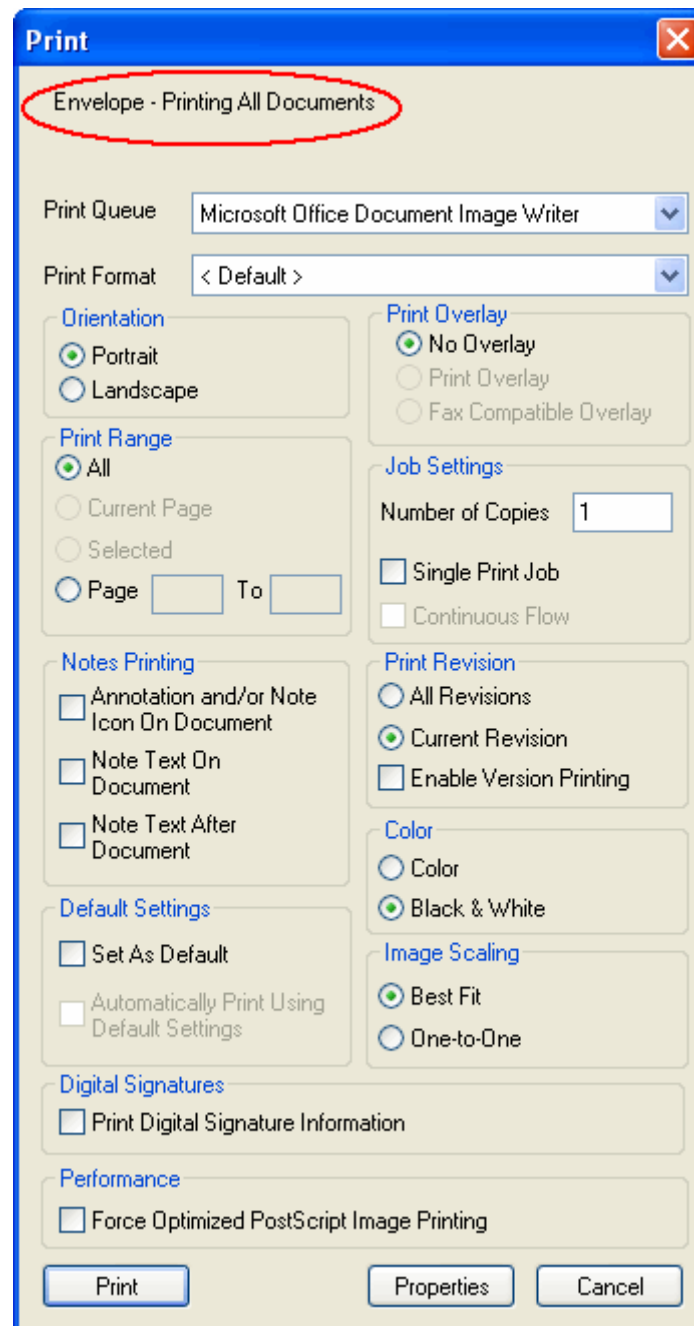 Print
Envelope - Printing All Documents
Print Queue
Microsoft Office Document Image Writer
Print Format
< Default >
Orientation
Portrait
Landscape
Print Overlay
No Overlay
Print Overlay
Fax Compatible Overlay
Print Range
All
Current Page
Selected
Page To
Job Settings
Number of Copies 1
Single Print Job
Continuous Flow
Notes Printing
Annotation and/or Note
Icon On Document
Note Text On
Document
Note Text After
Document
Print Revision
All Revisions
Current Revision
Enable Version Printing
Color
Color
Black & White
Default Settings
Set As Default
Automatically Print Using
Default Settings
Image Scaling
Best Fit
One-to-One
Digital Signatures
Print Digital Signature Information
Performance
Force Optimized PostScript Image Printing
Print
Properties
Cancel